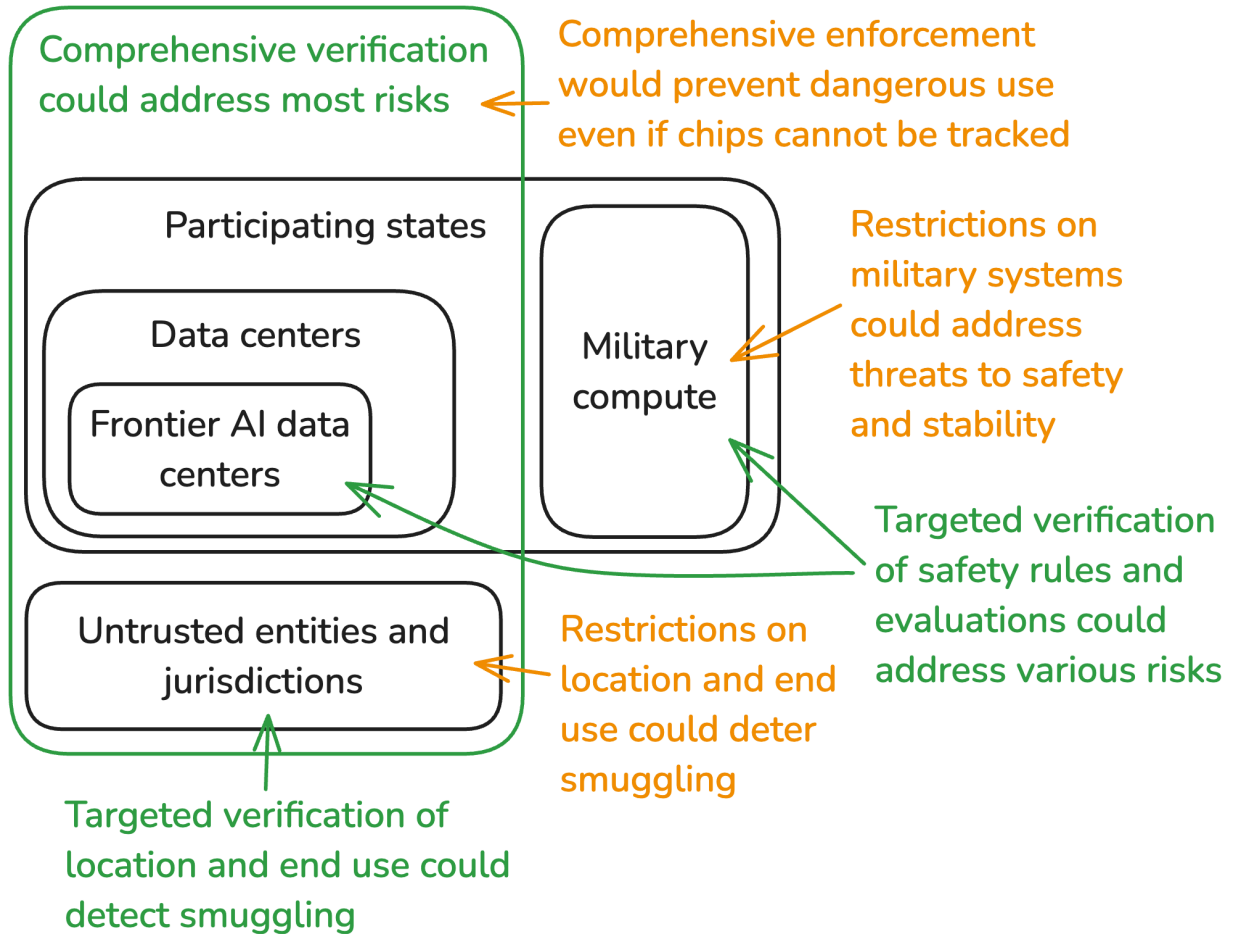 Comprehensive verification
could address most risks
Comprehensive enforcement
would prevent dangerous use
even if chips cannot be tracked
Participating states
Data centers
Frontier AI data
centers
Military
compute
Restrictions on
military systems
could address
threats to safety
and stability
Targeted verification
of safety rules and
evaluations could
address various risks
Untrusted entities and
jurisdictions
Restrictions on
location and end
use could deter
smuggling
Targeted verification of
location and end use could
detect smuggling